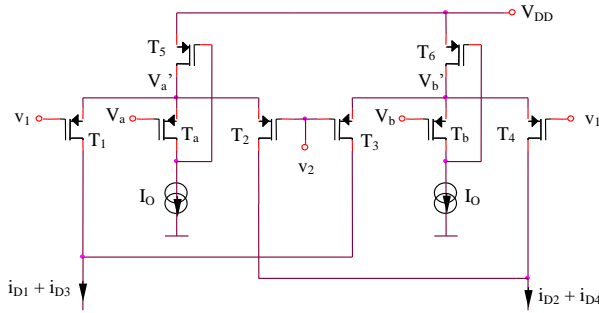 V_DD
T_5 T_6
V_a' V_b'
v_1 V_a V_b v_1
T_1 T_a T_2 T_3 T_b T_4
v_2
I_O I_O
i_D1 + i_D3 i_D2 + i_D4